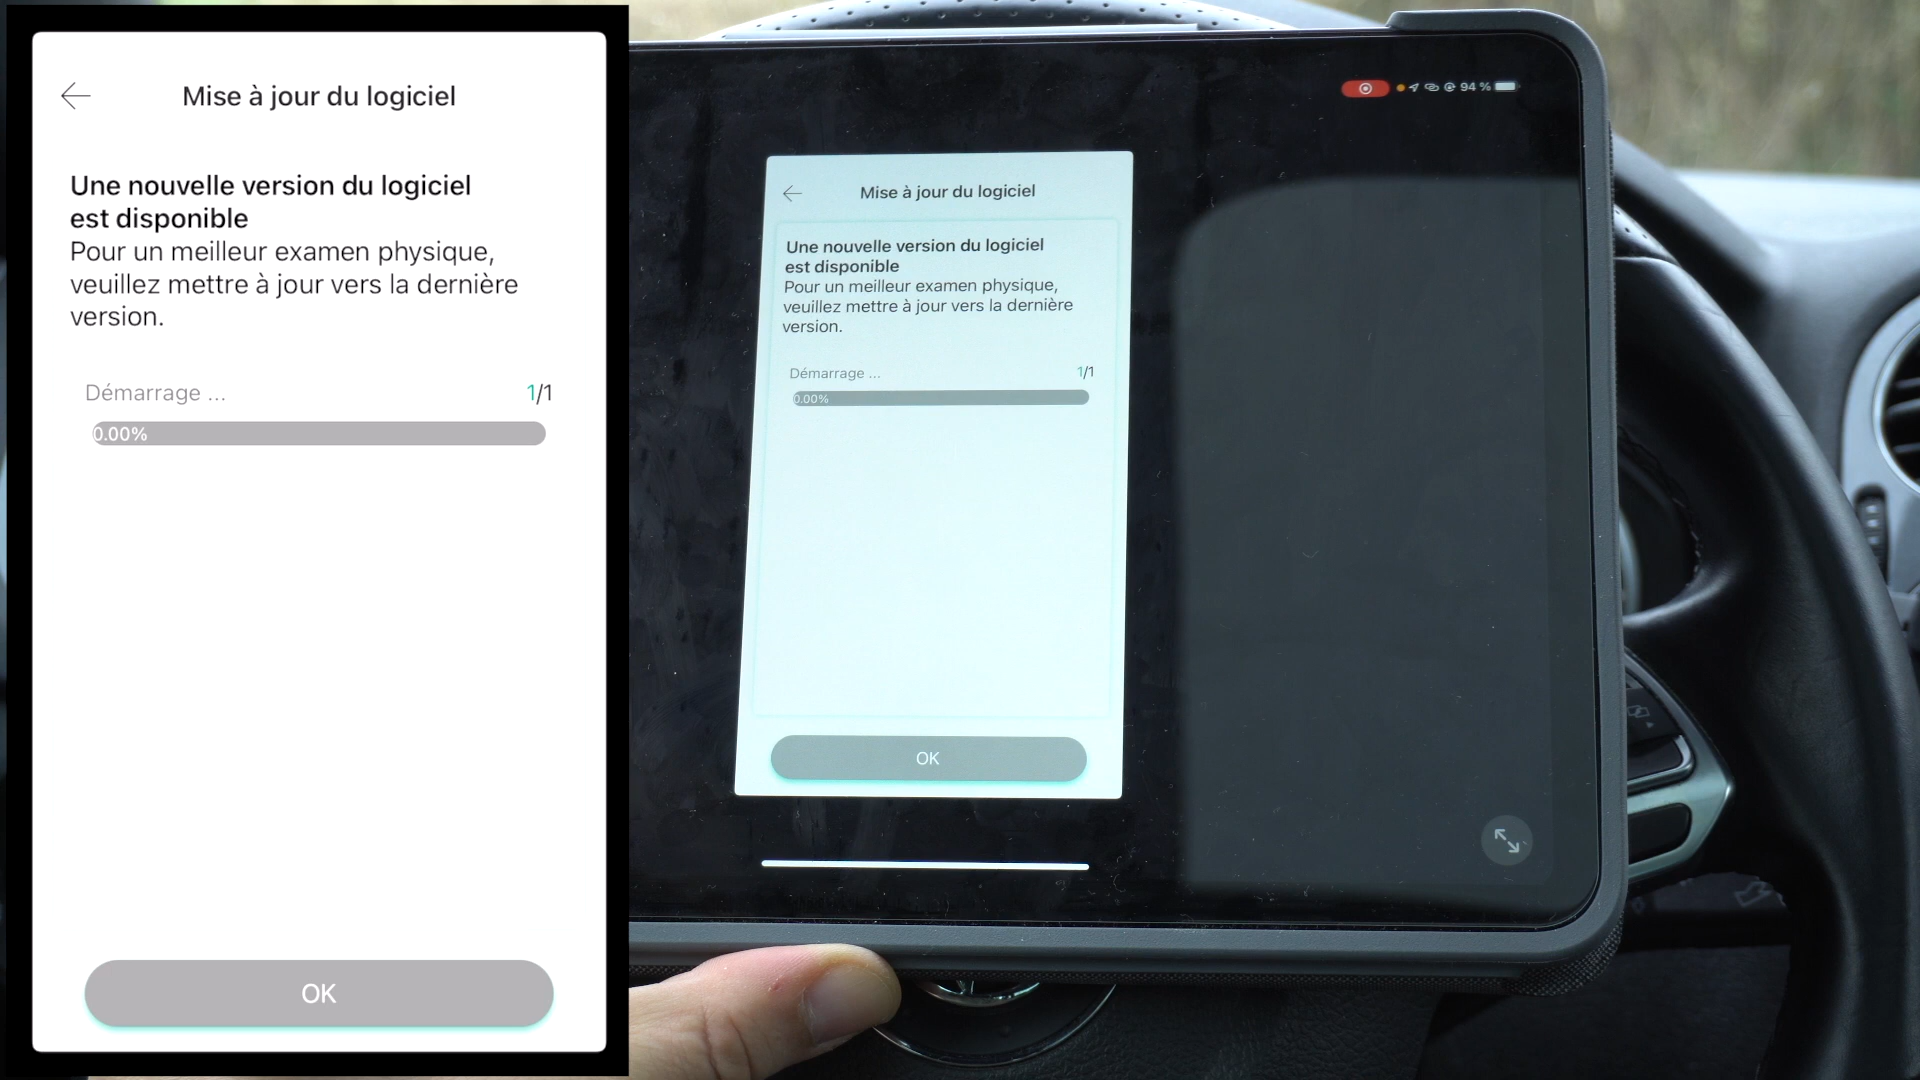 Mise à jour du logiciel
Une nouvelle version du logiciel
est disponible
Pour un meilleur examen physique,
veuillez mettre à jour vers la dernière
version.
Démarrage ... 1/1
0.00%
OK
94 %
Mise à jour du logiciel
Une nouvelle version du logiciel
est disponible
Pour un meilleur examen physique,
veuillez mettre à jour vers la dernière
version.
Démarrage ... 1/1
0.00%
OK